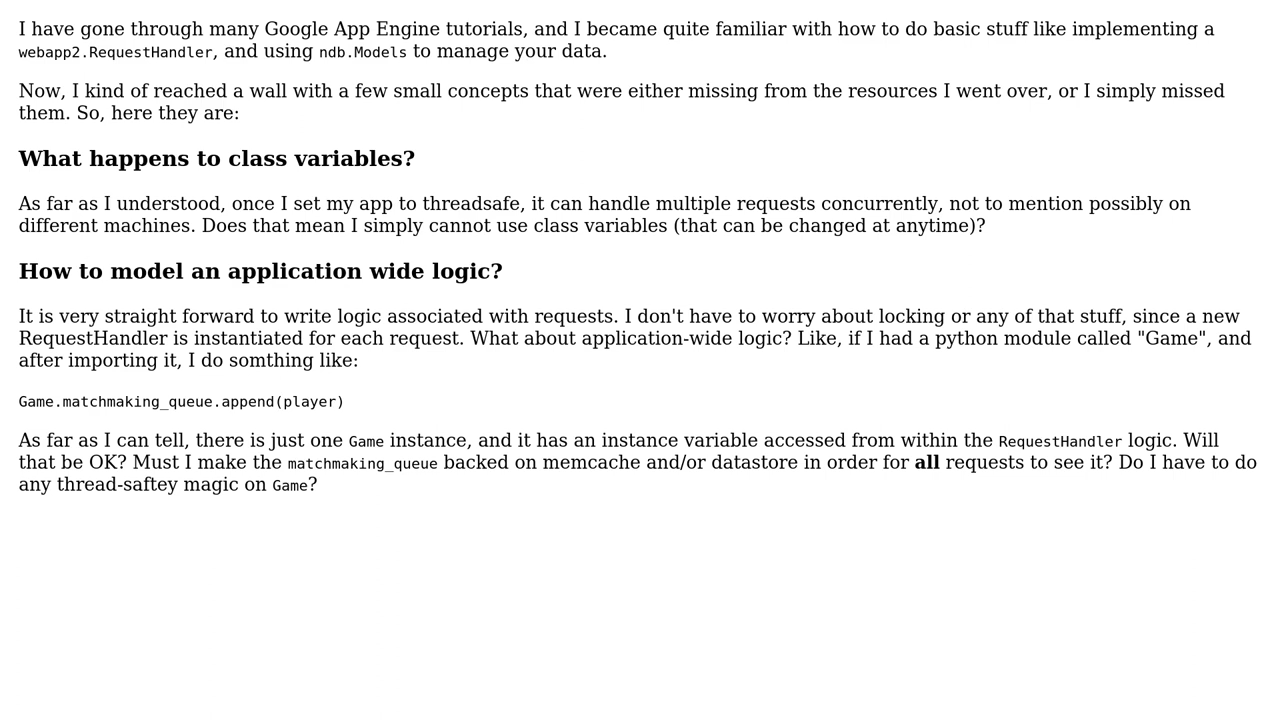 I have gone through many Google App Engine tutorials, and I became quite familiar with how to do basic stuff like implementing a
webapp2.RequestHandler, and using ndb.Models to manage your data.
Now, I kind of reached a wall with a few small concepts that were either missing from the resources I went over, or I simply missed
them. So, here they are:
What happens to class variables?
As far as I understood, once I set my app to threadsafe, it can handle multiple requests concurrently, not to mention possibly on
different machines. Does that mean I simply cannot use class variables (that can be changed at anytime)?
How to model an application wide logic?
It is very straight forward to write logic associated with requests. I don't have to worry about locking or any of that stuff, since a new
RequestHandler is instantiated for each request. What about application-wide logic? Like, if I had a python module called "Game", and
after importing it, I do somthing like:
Game.matchmaking_queue.append(player)
As far as I can tell, there is just one Game instance, and it has an instance variable accessed from within the RequestHandler logic. Will
that be OK? Must I make the matchmaking_queue backed on memcache and/or datastore in order for all requests to see it? Do I have to do
any thread-saftey magic on Game?